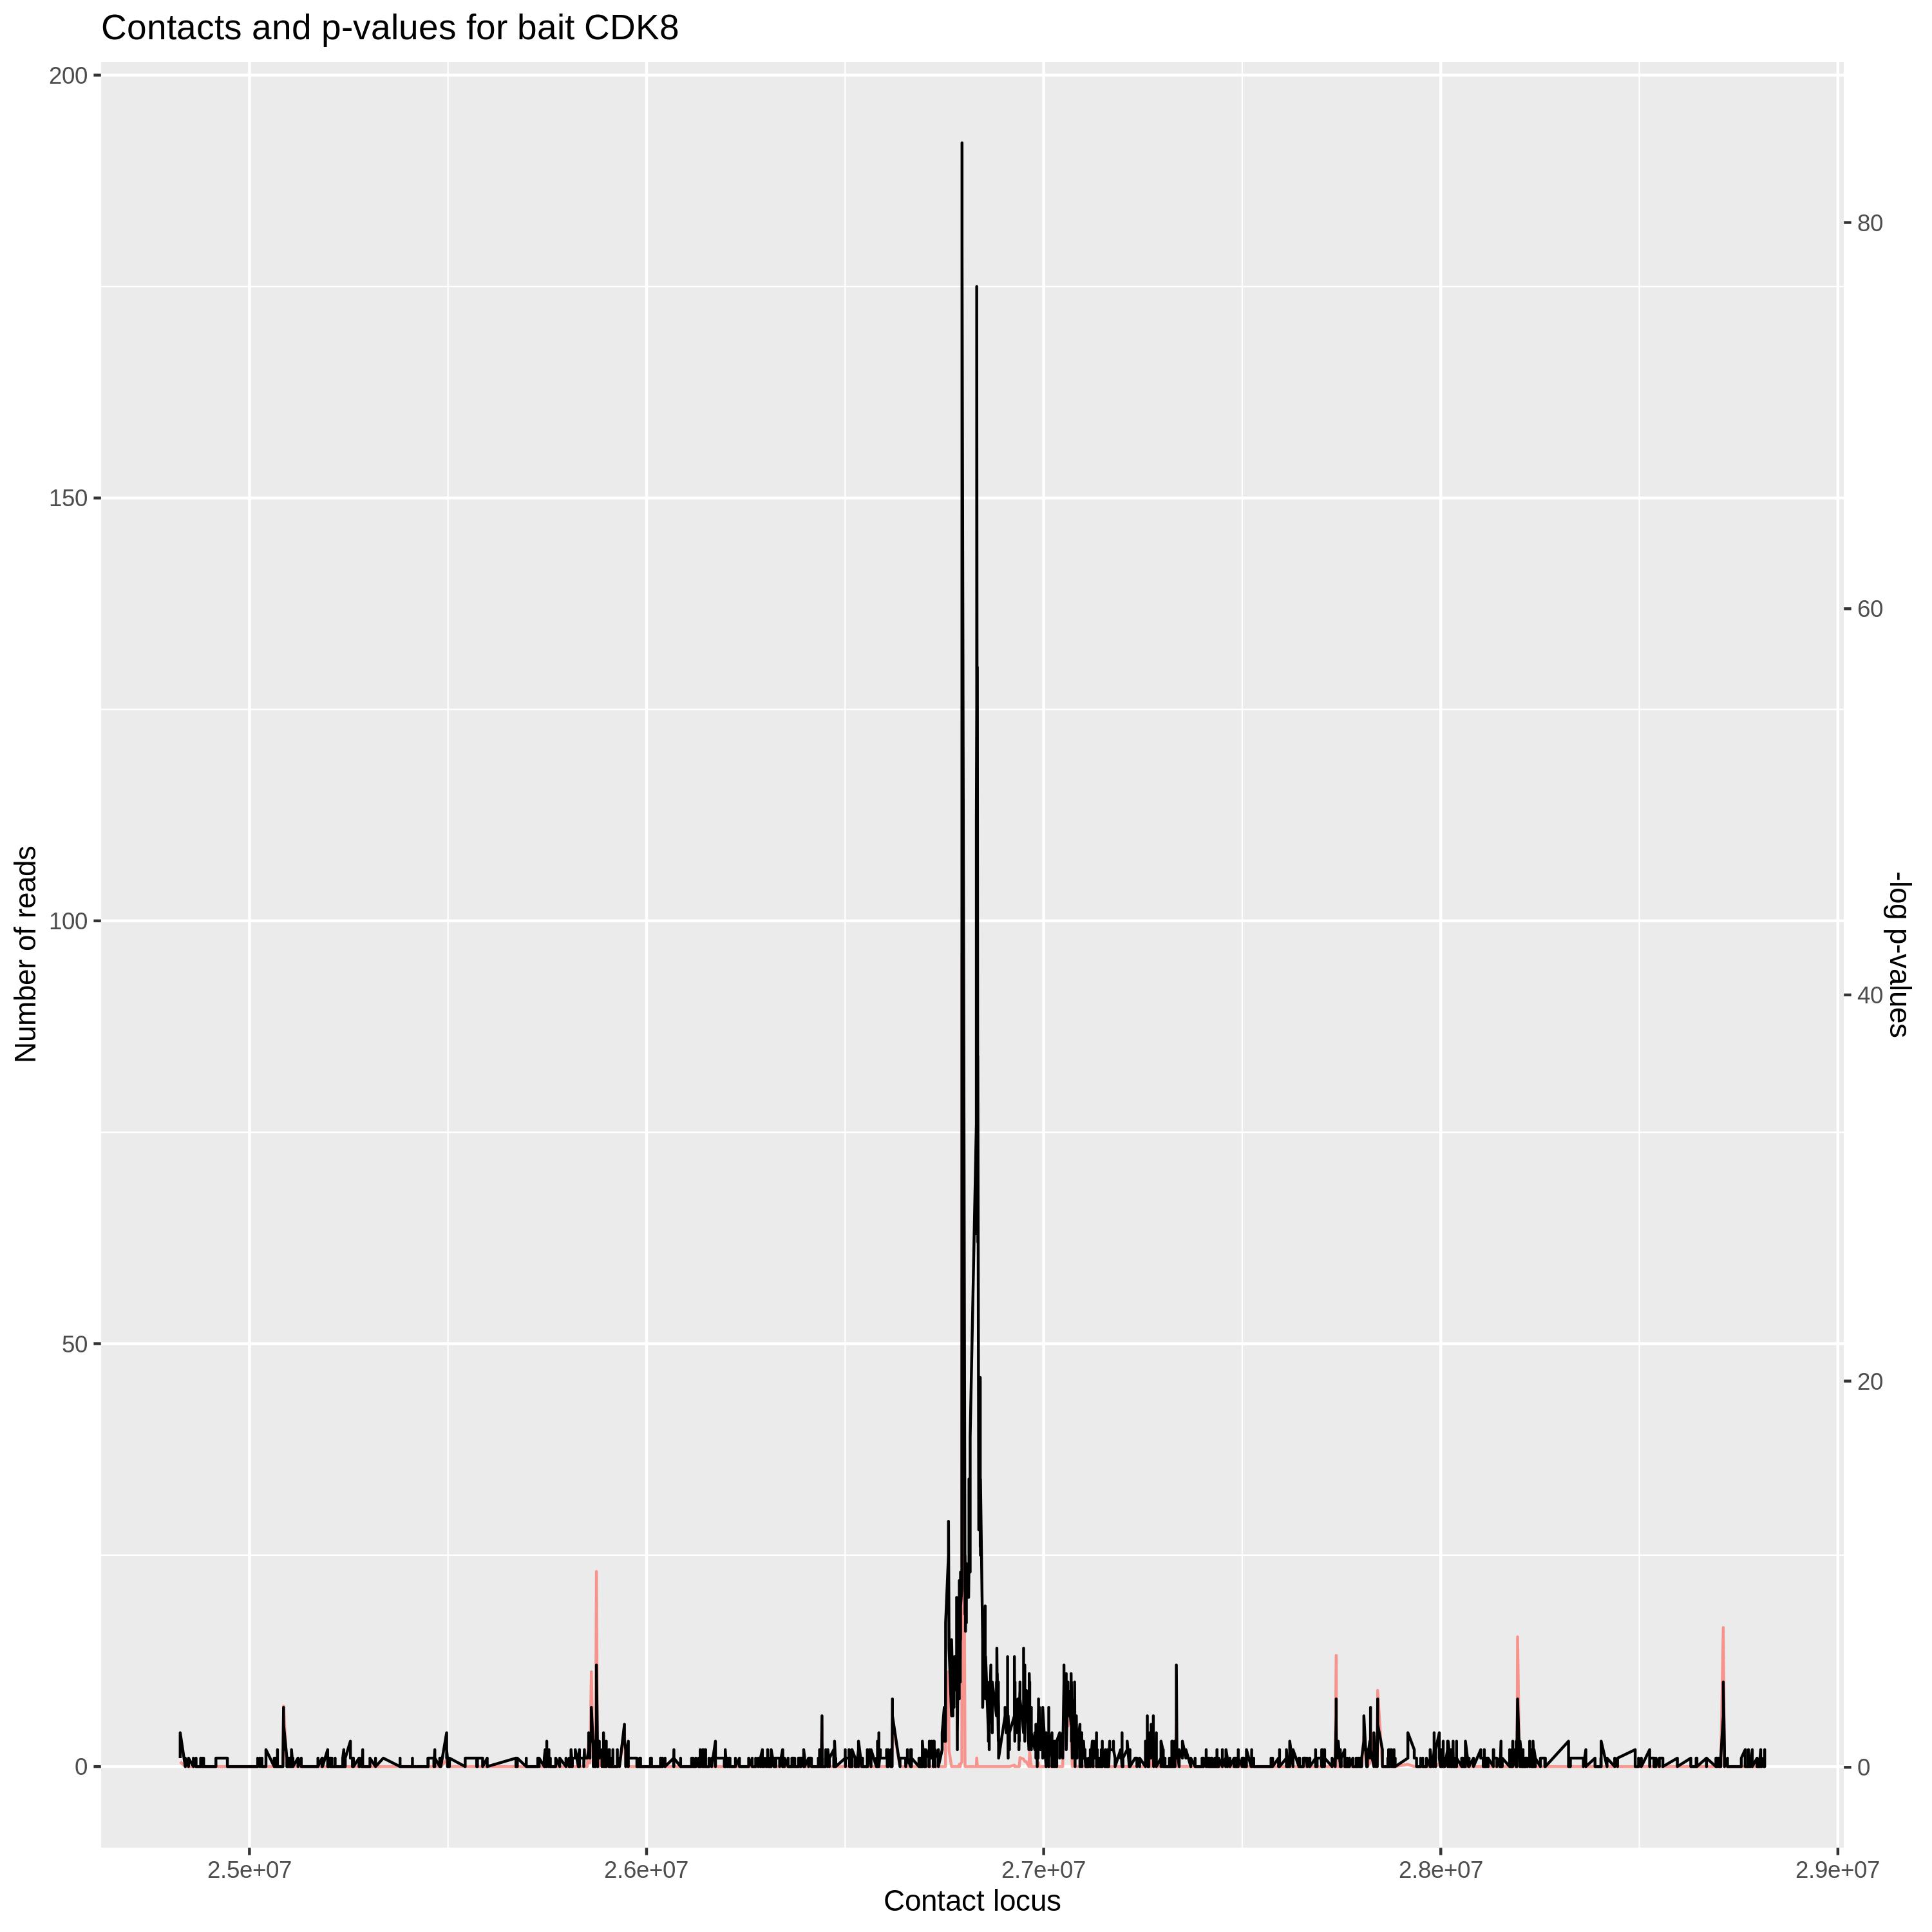 Contacts and p-values for bait CDK8
200
150
100
50
0
Number of reads
80
60
40
20
0
-log p-values
2.5e+07
2.6e+07
2.7e+07
2.8e+07
2.9e+07
Contact locus